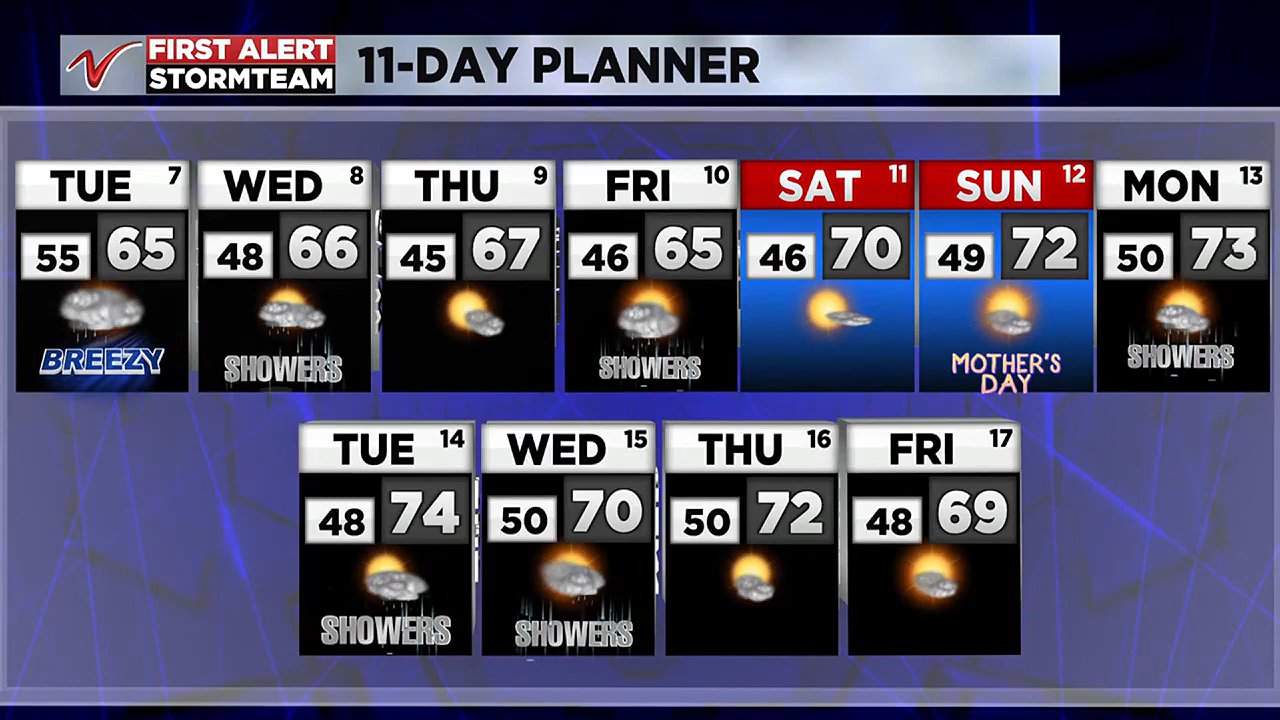 FIRST ALERT
STORMTEAM
11-DAY PLANNER
TUE 7
55 65
BREEZY
WED 8
48 66
SHOWERS
THU 9
45 67
FRI 10
46 65
SHOWERS
SAT 11
46 70
SUN 12
49 72
MOTHER'S
DAY
MON 13
50 73
SHOWERS
TUE 14
48 74
SHOWERS
WED 15
50 70
SHOWERS
THU 16
50 72
FRI 17
48 69